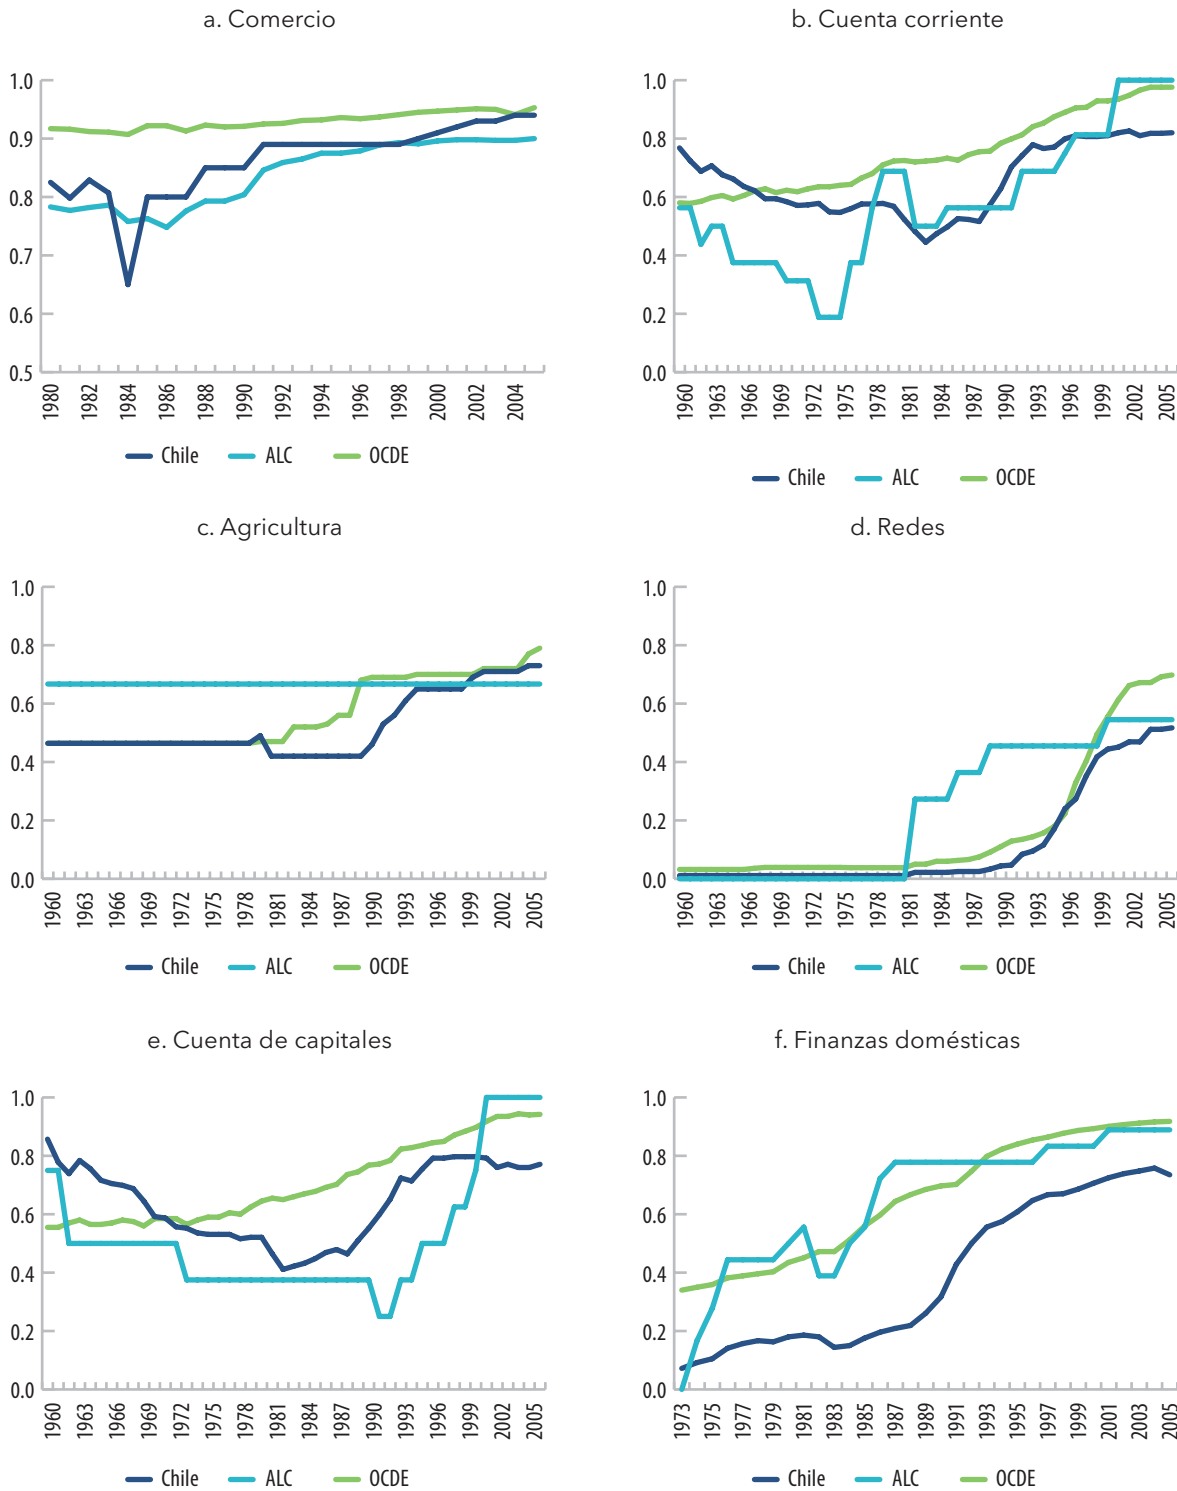 a. Comercio
1.0
0.9
0.8
0.7
0.6
0.5
1980 1982 1984 1986 1988 1990 1992 1994 1996 1998 2000 2002 2004
Chile ALC OCDE
b. Cuenta corriente
1.0
0.8
0.6
0.4
0.2
0.0
1960 1963 1966 1969 1972 1975 1978 1981 1984 1987 1990 1993 1996 1999 2002 2005
Chile ALC OCDE
c. Agricultura
1.0
0.8
0.6
0.4
0.2
0.0
1960 1963 1966 1969 1972 1975 1978 1981 1984 1987 1990 1993 1996 1999 2002 2005
Chile ALC OCDE
d. Redes
1.0
0.8
0.6
0.4
0.2
0.0
1960 1963 1966 1969 1972 1975 1978 1981 1984 1987 1990 1993 1996 1999 2002 2005
Chile ALC OCDE
e. Cuenta de capitales
1.0
0.8
0.6
0.4
0.2
0.0
1960 1963 1966 1969 1972 1975 1978 1981 1984 1987 1990 1993 1996 1999 2002 2005
Chile ALC OCDE
f. Finanzas domésticas
1.0
0.8
0.6
0.4
0.2
0.0
1973 1975 1977 1979 1981 1983 1985 1987 1989 1991 1993 1995 1997 1999 2001 2003 2005
Chile ALC OCDE